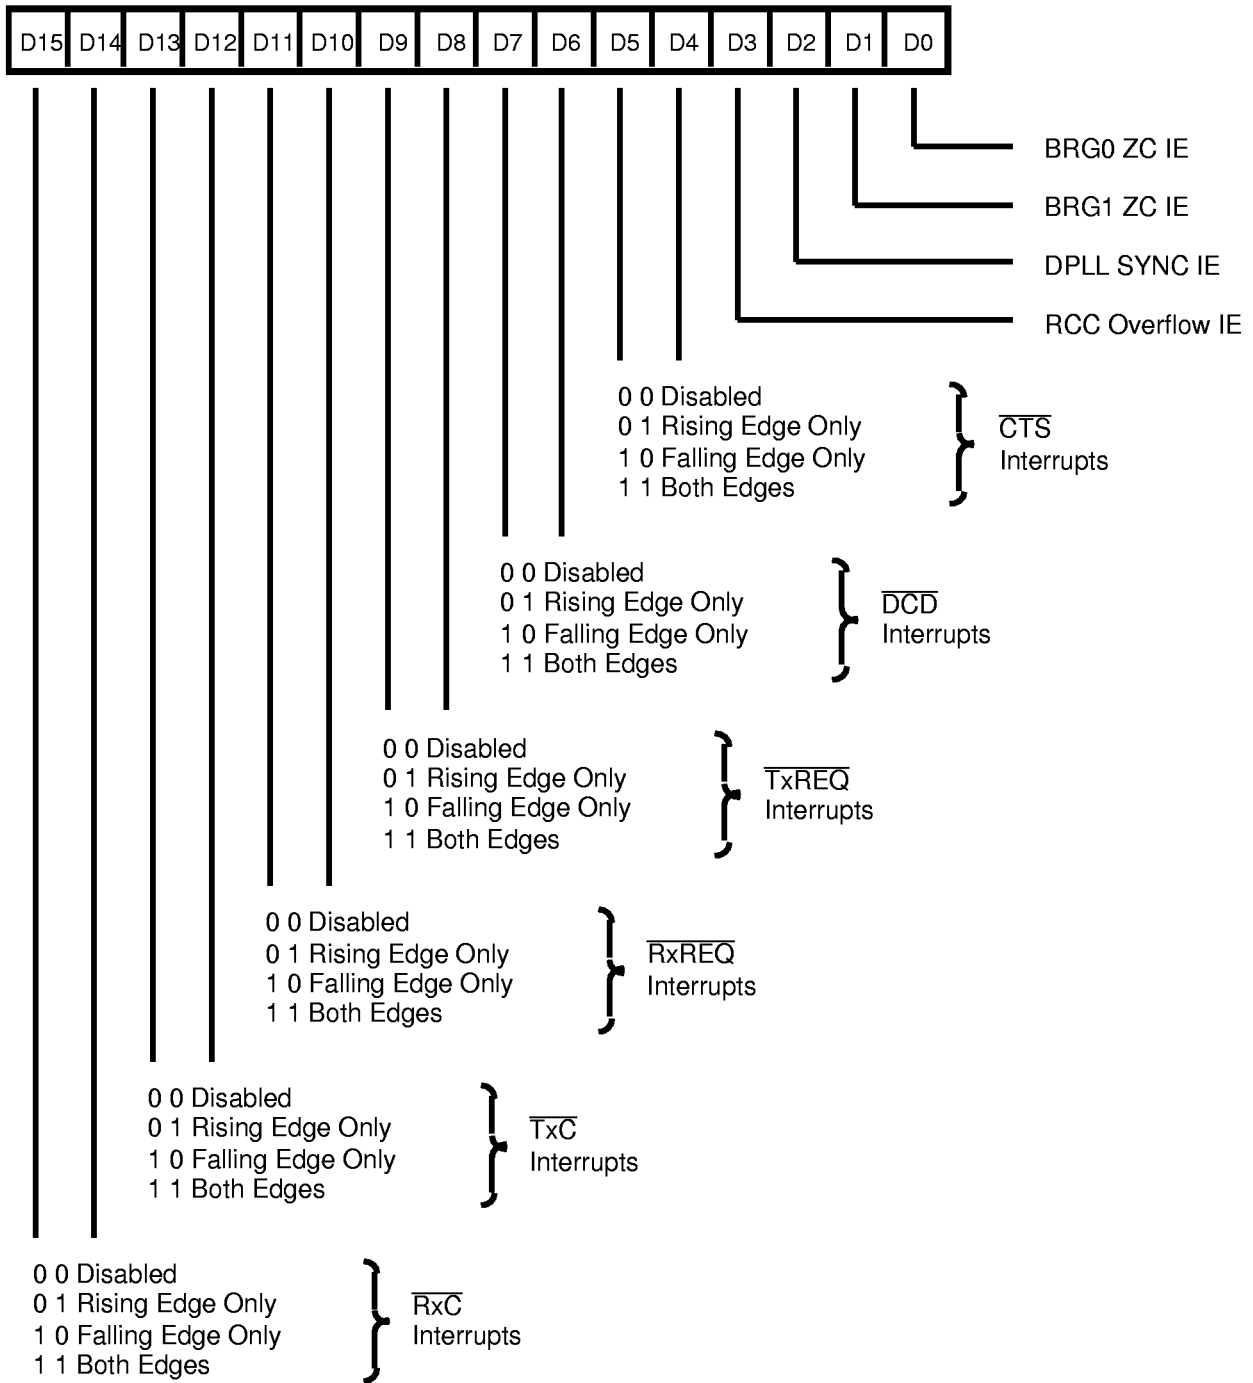 D15 D14 D13 D12 D11 D10 D9 D8 D7 D6 D5 D4 D3 D2 D1 D0
BRG0 ZC IE
BRG1 ZC IE
DPLL SYNC IE
RCC Overflow IE
0 0 Disabled
0 1 Rising Edge Only
1 0 Falling Edge Only
1 1 Both Edges
CTS
Interrupts
0 0 Disabled
0 1 Rising Edge Only
1 0 Falling Edge Only
1 1 Both Edges
DCD
Interrupts
0 0 Disabled
0 1 Rising Edge Only
1 0 Falling Edge Only
1 1 Both Edges
TxREQ
Interrupts
0 0 Disabled
0 1 Rising Edge Only
1 0 Falling Edge Only
1 1 Both Edges
RxREQ
Interrupts
0 0 Disabled
0 1 Rising Edge Only
1 0 Falling Edge Only
1 1 Both Edges
TxC
Interrupts
0 0 Disabled
0 1 Rising Edge Only
1 0 Falling Edge Only
1 1 Both Edges
RxC
Interrupts